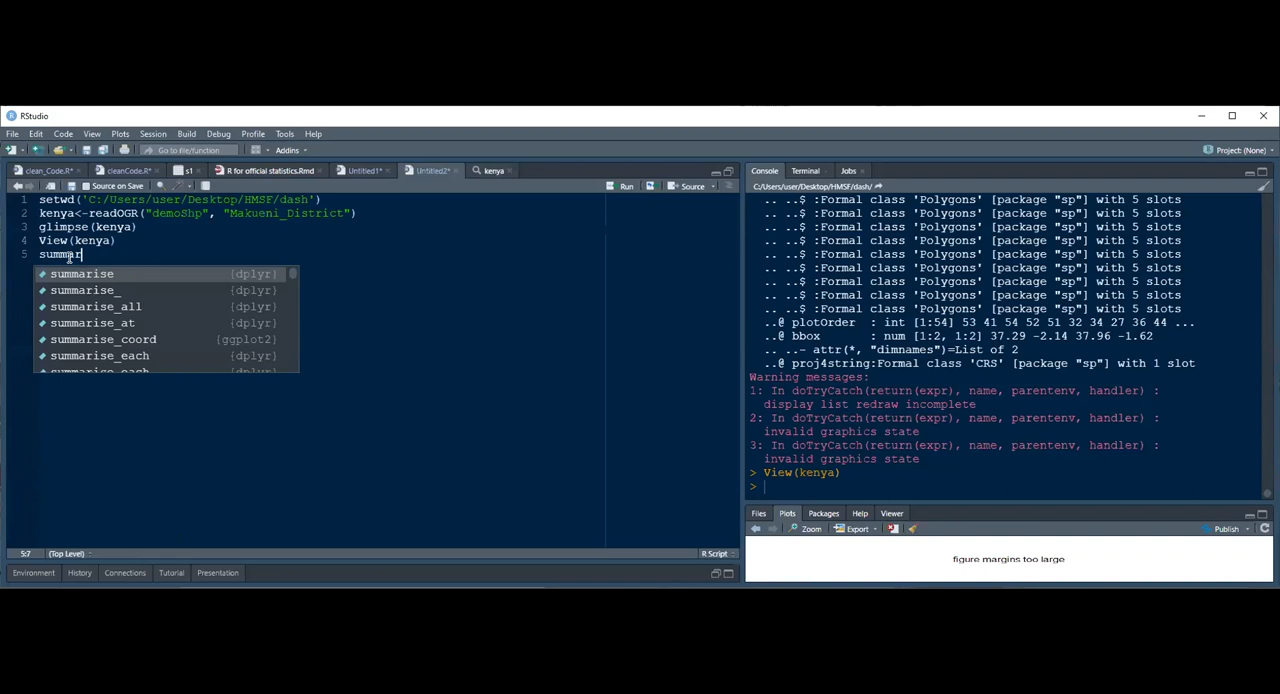 RStudio
File Edit Code View Plots Session Build Debug Profile Tools Help
Go to file/function Addins Project: (None)
clean_Code.R* cleanCode.R* s1 R for official statistics.Rmd Untitled1* Untitled2* kenya
Source on Save Run Source
1 setwd('C:/Users/user/Desktop/HMSF/dash')
2 kenya<-readOGR("demoShp", "Makueni_District")
3 glimpse(kenya)
4 View(kenya)
5 summar
summarise {dplyr}
summarise_ {dplyr}
summarise_all {dplyr}
summarise_at {dplyr}
summarise_coord {ggplot2}
summarise_each {dplyr}
5:7 (Top Level) R Script
Environment History Connections Tutorial Presentation
Console Terminal Jobs
C:/Users/user/Desktop/HMSF/dash/
.. ..$ :Formal class 'Polygons' [package "sp"] with 5 slots
.. ..$ :Formal class 'Polygons' [package "sp"] with 5 slots
.. ..$ :Formal class 'Polygons' [package "sp"] with 5 slots
.. ..$ :Formal class 'Polygons' [package "sp"] with 5 slots
.. ..$ :Formal class 'Polygons' [package "sp"] with 5 slots
.. ..$ :Formal class 'Polygons' [package "sp"] with 5 slots
.. ..$ :Formal class 'Polygons' [package "sp"] with 5 slots
.. ..$ :Formal class 'Polygons' [package "sp"] with 5 slots
.. ..$ :Formal class 'Polygons' [package "sp"] with 5 slots
..@ plotOrder : int [1:54] 53 41 54 52 51 32 34 27 36 44 ...
..@ bbox : num [1:2, 1:2] 37.29 -2.14 37.96 -1.62
.. ..- attr(*, "dimnames")=List of 2
..@ proj4string:Formal class 'CRS' [package "sp"] with 1 slot
Warning messages:
1: In doTryCatch(return(expr), name, parentenv, handler) :
display list redraw incomplete
2: In doTryCatch(return(expr), name, parentenv, handler) :
invalid graphics state
3: In doTryCatch(return(expr), name, parentenv, handler) :
invalid graphics state
> View(kenya)
>
Files Plots Packages Help Viewer
Zoom Export Publish
figure margins too large